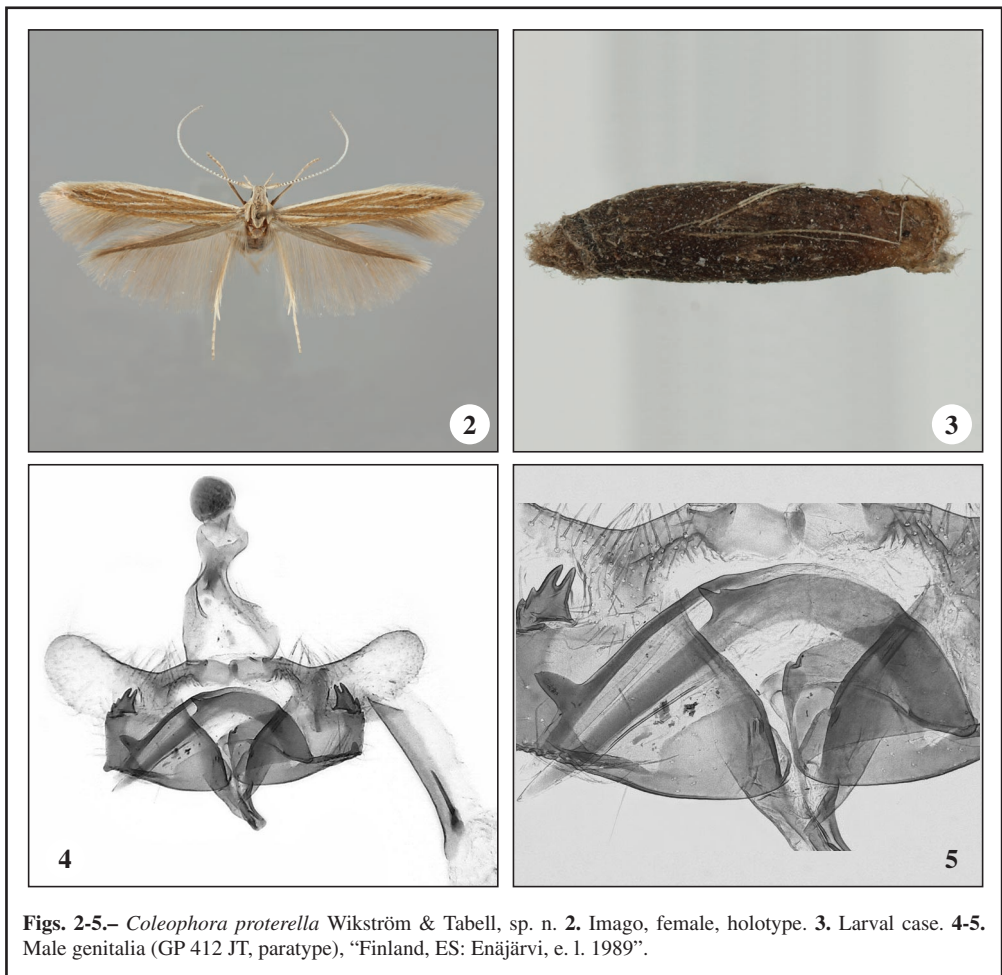 2
3
4
5
Figs. 2-5.– Coleophora proterella Wikström & Tabell, sp. n. 2. Imago, female, holotype. 3. Larval case. 4-5.
Male genitalia (GP 412 JT, paratype), “Finland, ES: Enäjärvi, e. l. 1989”.